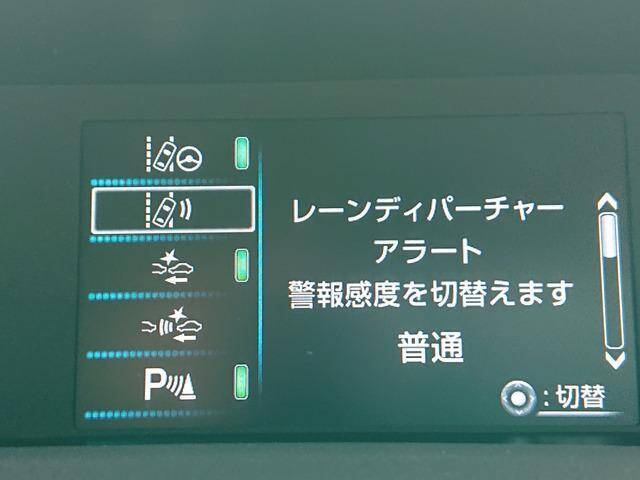 レーンディパーチャー
アラート
警報感度を切替えます
普通
:切替
P